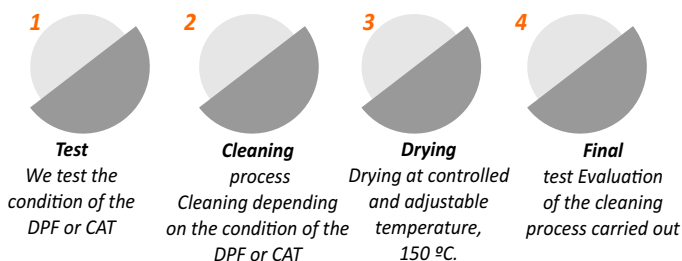 1
Test
We test the
condition of the
DPF or CAT
2
Cleaning
process
Cleaning depending
on the condition of the
DPF or CAT
3
Drying
Drying at controlled
and adjustable
temperature,
150 ºC.
4
Final
test Evaluation
of the cleaning
process carried out